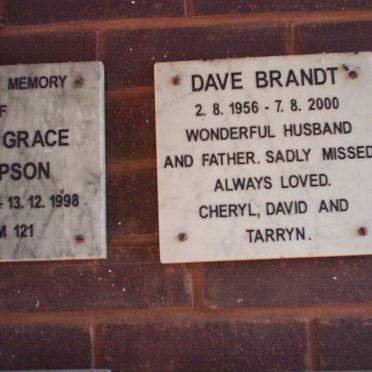 MEMORY
F
GRACE
PSON
13. 12. 1998
M 121
DAVE BRANDT
2. 8. 1956 - 7. 8. 2000
WONDERFUL HUSBAND
AND FATHER. SADLY MISSED
ALWAYS LOVED.
CHERYL, DAVID AND
TARRYN.